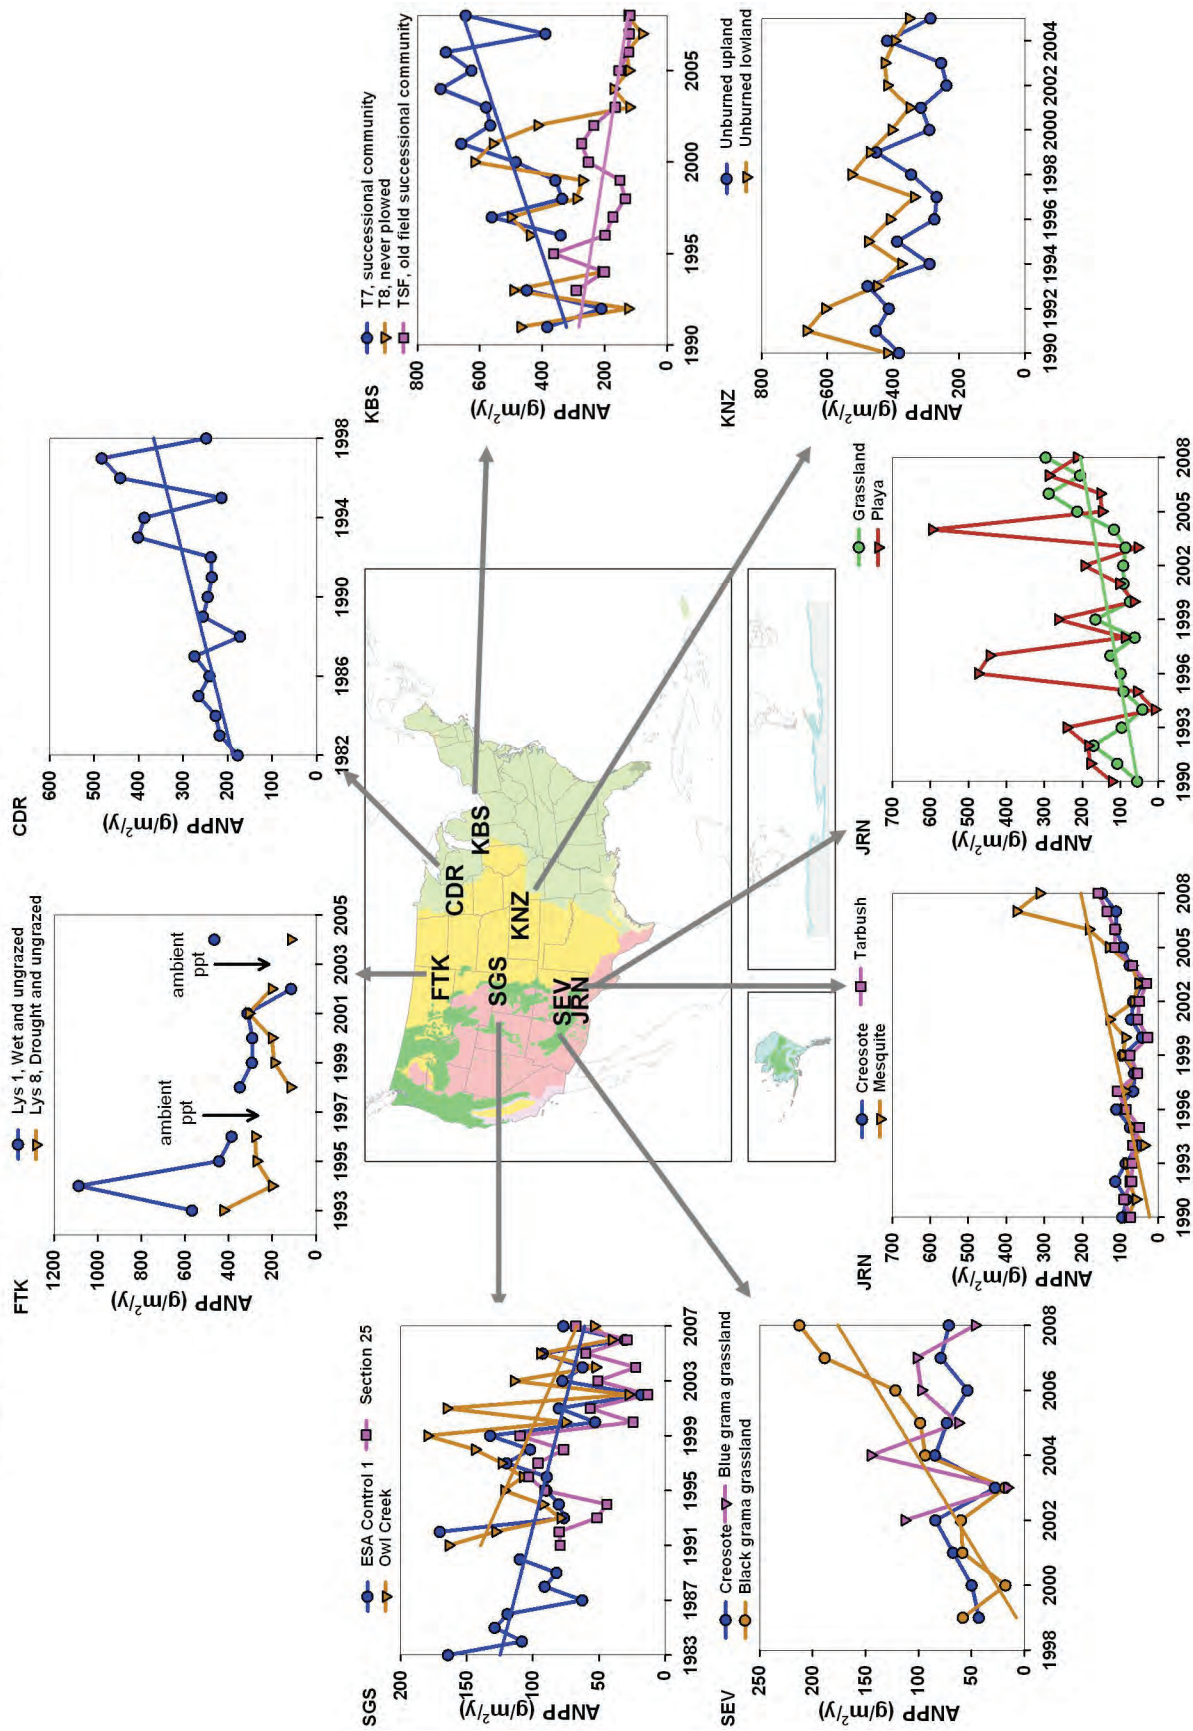 FTK
Lys 1, Wet and ungrazed
Lys 8, Drought and ungrazed
ANPP (g/m²/y)
1200
1000
800
600
400
200
0
ambient
ppt
ambient
ppt
1993
1995
1997
1999
2001
2003
2005
CDR
ANPP (g/m²/y)
600
500
400
300
200
100
0
1982
1986
1990
1994
1998
SGS
ESA Control 1
Section 25
Owl Creek
ANPP (g/m²/y)
200
150
100
50
0
1983
1987
1991
1995
1999
2003
2007
FTK
CDR
KBS
SGS
KNZ
SEV
JRN
KBS
T7, successional community
T8, never plowed
TSF, old field successional community
ANPP (g/m²/y)
800
600
400
200
0
1990
1995
2000
2005
SEV
Creosote
Blue grama grassland
Black grama grassland
ANPP (g/m²/y)
250
200
150
100
50
0
1998
2000
2002
2004
2006
2008
JRN
Creosote
Tarbush
Mesquite
ANPP (g/m²/y)
700
600
500
400
300
200
100
0
1990
1993
1996
1999
2002
2005
2008
JRN
Grassland
Playa
ANPP (g/m²/y)
700
600
500
400
300
200
100
0
1990
1993
1996
1999
2002
2005
2008
KNZ
Unburned upland
Unburned lowland
ANPP (g/m²/y)
800
600
400
200
0
1990
1992
1994
1996
1998
2000
2002
2004